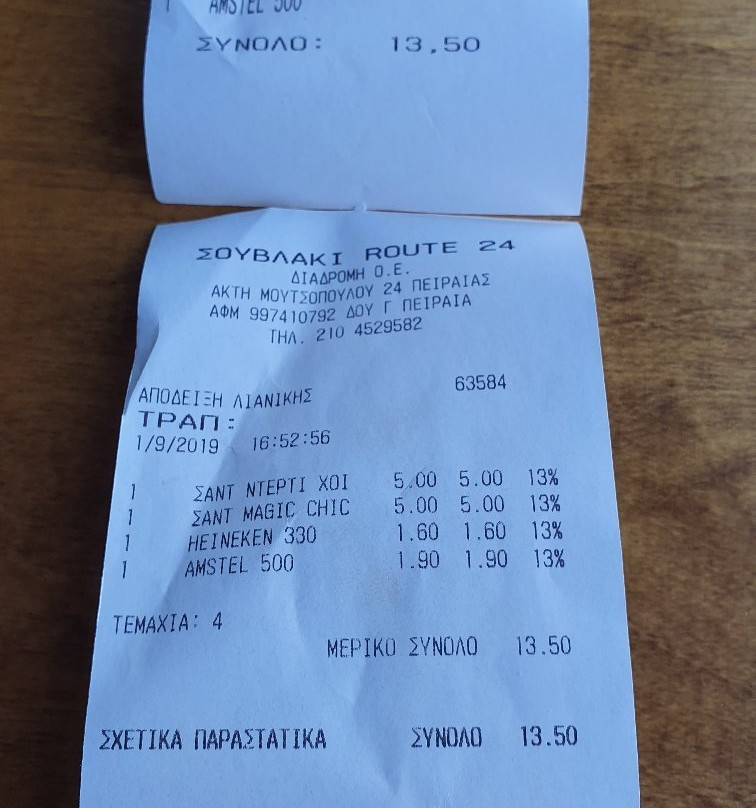 1 AMSTEL 500
ΣΥΝΟΛΟ: 13,50
ΣΟΥΒΛΑΚΙ ROUTE 24
ΔΙΑΔΡΟΜΗ Ο.Ε.
ΑΚΤΗ ΜΟΥΤΣΟΠΟΥΛΟΥ 24 ΠΕΙΡΑΙΑΣ
ΑΦΜ 997410792 ΔΟΥ Γ ΠΕΙΡΑΙΑ
ΤΗΛ. 210 4529582
ΑΠΟΔΕΙΞΗ ΛΙΑΝΙΚΗΣ 63584
ΤΡΑΠ:
1/9/2019 16:52:56
1 ΣΑΝΤ ΝΤΕΡΤΙ ΧΟΙ 5.00 5.00 13%
1 ΣΑΝΤ MAGIC CHIC 5.00 5.00 13%
1 HEINEKEN 330 1.60 1.60 13%
1 AMSTEL 500 1.90 1.90 13%
ΤΕΜΑΧΙΑ: 4
ΜΕΡΙΚΟ ΣΥΝΟΛΟ 13.50
ΣΧΕΤΙΚΑ ΠΑΡΑΣΤΑΤΙΚΑ ΣΥΝΟΛΟ 13.50